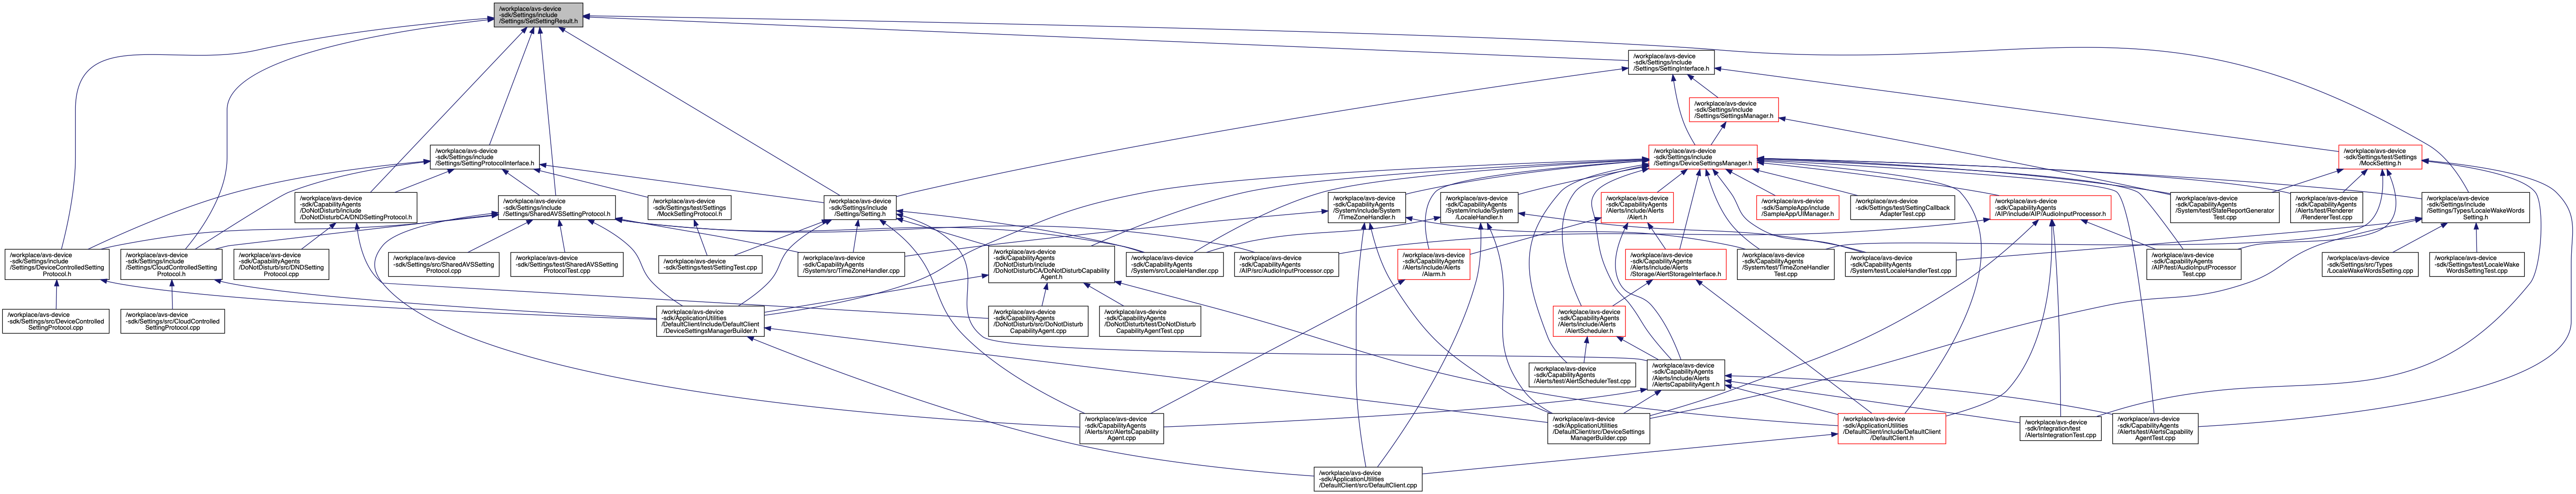 /workplace/avs-device
-sdk/Settings/include
/Settings/SetSettingResult.h
/workplace/avs-device
-sdk/Settings/include
/Settings/SettingInterface.h
/workplace/avs-device
-sdk/Settings/include
/Settings/SettingsManager.h
/workplace/avs-device
-sdk/Settings/include
/Settings/SettingProtocolInterface.h
/workplace/avs-device
-sdk/Settings/include
/Settings/DeviceSettingsManager.h
/workplace/avs-device
-sdk/Settings/test/Settings
/MockSetting.h
/workplace/avs-device
-sdk/CapabilityAgents
/DoNotDisturb/include
/DoNotDisturbCA/DNDSettingProtocol.h
/workplace/avs-device
-sdk/Settings/include
/Settings/SharedAVSSettingProtocol.h
/workplace/avs-device
-sdk/Settings/test/Settings
/MockSettingProtocol.h
/workplace/avs-device
-sdk/Settings/include
/Settings/Setting.h
/workplace/avs-device
-sdk/CapabilityAgents
/System/include/System
/TimeZoneHandler.h
/workplace/avs-device
-sdk/CapabilityAgents
/System/include/System
/LocaleHandler.h
/workplace/avs-device
-sdk/CapabilityAgents
/Alerts/include/Alerts
/Alert.h
/workplace/avs-device
-sdk/SampleApp/include
/SampleApp/UIManager.h
/workplace/avs-device
-sdk/Settings/test/SettingCallback
AdapterTest.cpp
/workplace/avs-device
-sdk/CapabilityAgents
/AIP/include/AIP/AudioInputProcessor.h
/workplace/avs-device
-sdk/CapabilityAgents
/System/test/StateReportGenerator
Test.cpp
/workplace/avs-device
-sdk/CapabilityAgents
/Alerts/test/Renderer
/RendererTest.cpp
/workplace/avs-device
-sdk/Settings/include
/Settings/Types/LocaleWakeWords
Setting.h
/workplace/avs-device
-sdk/Settings/include
/Settings/DeviceControlledSetting
Protocol.h
/workplace/avs-device
-sdk/Settings/include
/Settings/CloudControlledSetting
Protocol.h
/workplace/avs-device
-sdk/CapabilityAgents
/DoNotDisturb/src/DNDSetting
Protocol.cpp
/workplace/avs-device
-sdk/Settings/src/SharedAVSSetting
Protocol.cpp
/workplace/avs-device
-sdk/Settings/test/SharedAVSSetting
ProtocolTest.cpp
/workplace/avs-device
-sdk/Settings/test/SettingTest.cpp
/workplace/avs-device
-sdk/CapabilityAgents
/System/src/TimeZoneHandler.cpp
/workplace/avs-device
-sdk/CapabilityAgents
/DoNotDisturb/include
/DoNotDisturbCA/DoNotDisturbCapability
Agent.h
/workplace/avs-device
-sdk/CapabilityAgents
/System/src/LocaleHandler.cpp
/workplace/avs-device
-sdk/CapabilityAgents
/AIP/src/AudioInputProcessor.cpp
/workplace/avs-device
-sdk/CapabilityAgents
/Alerts/include/Alerts
/Alarm.h
/workplace/avs-device
-sdk/CapabilityAgents
/Alerts/include/Alerts
/Storage/AlertStorageInterface.h
/workplace/avs-device
-sdk/CapabilityAgents
/System/test/TimeZoneHandler
Test.cpp
/workplace/avs-device
-sdk/CapabilityAgents
/System/test/LocaleHandlerTest.cpp
/workplace/avs-device
-sdk/CapabilityAgents
/AIP/test/AudioInputProcessor
Test.cpp
/workplace/avs-device
-sdk/Settings/src/Types
/LocaleWakeWordsSetting.cpp
/workplace/avs-device
-sdk/Settings/test/LocaleWake
WordsSettingTest.cpp
/workplace/avs-device
-sdk/Settings/src/DeviceControlled
SettingProtocol.cpp
/workplace/avs-device
-sdk/Settings/src/CloudControlled
SettingProtocol.cpp
/workplace/avs-device
-sdk/ApplicationUtilities
/DefaultClient/include/DefaultClient
/DeviceSettingsManagerBuilder.h
/workplace/avs-device
-sdk/CapabilityAgents
/DoNotDisturb/src/DoNotDisturb
CapabilityAgent.cpp
/workplace/avs-device
-sdk/CapabilityAgents
/DoNotDisturb/test/DoNotDisturb
CapabilityAgentTest.cpp
/workplace/avs-device
-sdk/CapabilityAgents
/Alerts/include/Alerts
/AlertScheduler.h
/workplace/avs-device
-sdk/CapabilityAgents
/Alerts/test/AlertSchedulerTest.cpp
/workplace/avs-device
-sdk/CapabilityAgents
/Alerts/include/Alerts
/AlertsCapabilityAgent.h
/workplace/avs-device
-sdk/CapabilityAgents
/Alerts/src/AlertsCapability
Agent.cpp
/workplace/avs-device
-sdk/ApplicationUtilities
/DefaultClient/src/DeviceSettings
ManagerBuilder.cpp
/workplace/avs-device
-sdk/ApplicationUtilities
/DefaultClient/include/DefaultClient
/DefaultClient.h
/workplace/avs-device
-sdk/Integration/test
/AlertsIntegrationTest.cpp
/workplace/avs-device
-sdk/CapabilityAgents
/Alerts/test/AlertsCapability
AgentTest.cpp
/workplace/avs-device
-sdk/ApplicationUtilities
/DefaultClient/src/DefaultClient.cpp